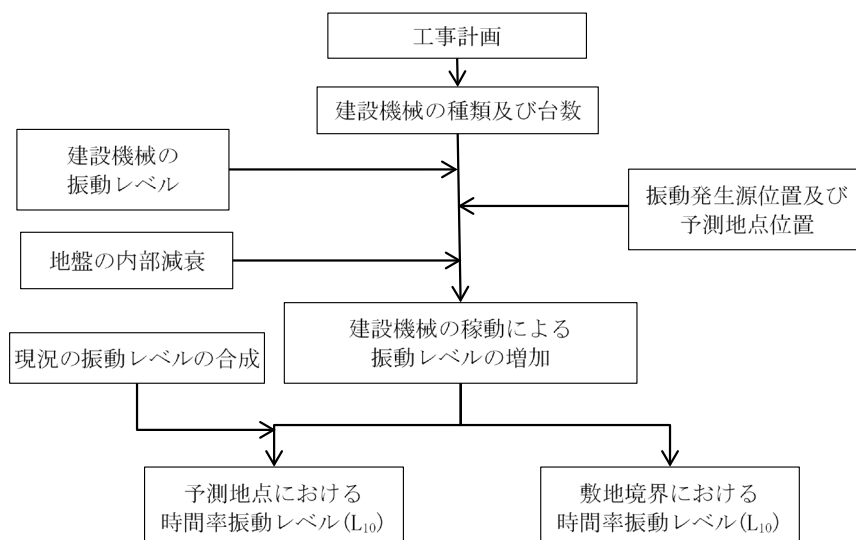 工事計画
建設機械の種類及び台数
建設機械の
振動レベル
振動発生源位置及び
予測地点位置
地盤の内部減衰
建設機械の稼動による
振動レベルの増加
現況の振動レベルの合成
予測地点における
時間率振動レベル(L₁₀)
敷地境界における
時間率振動レベル(L₁₀)